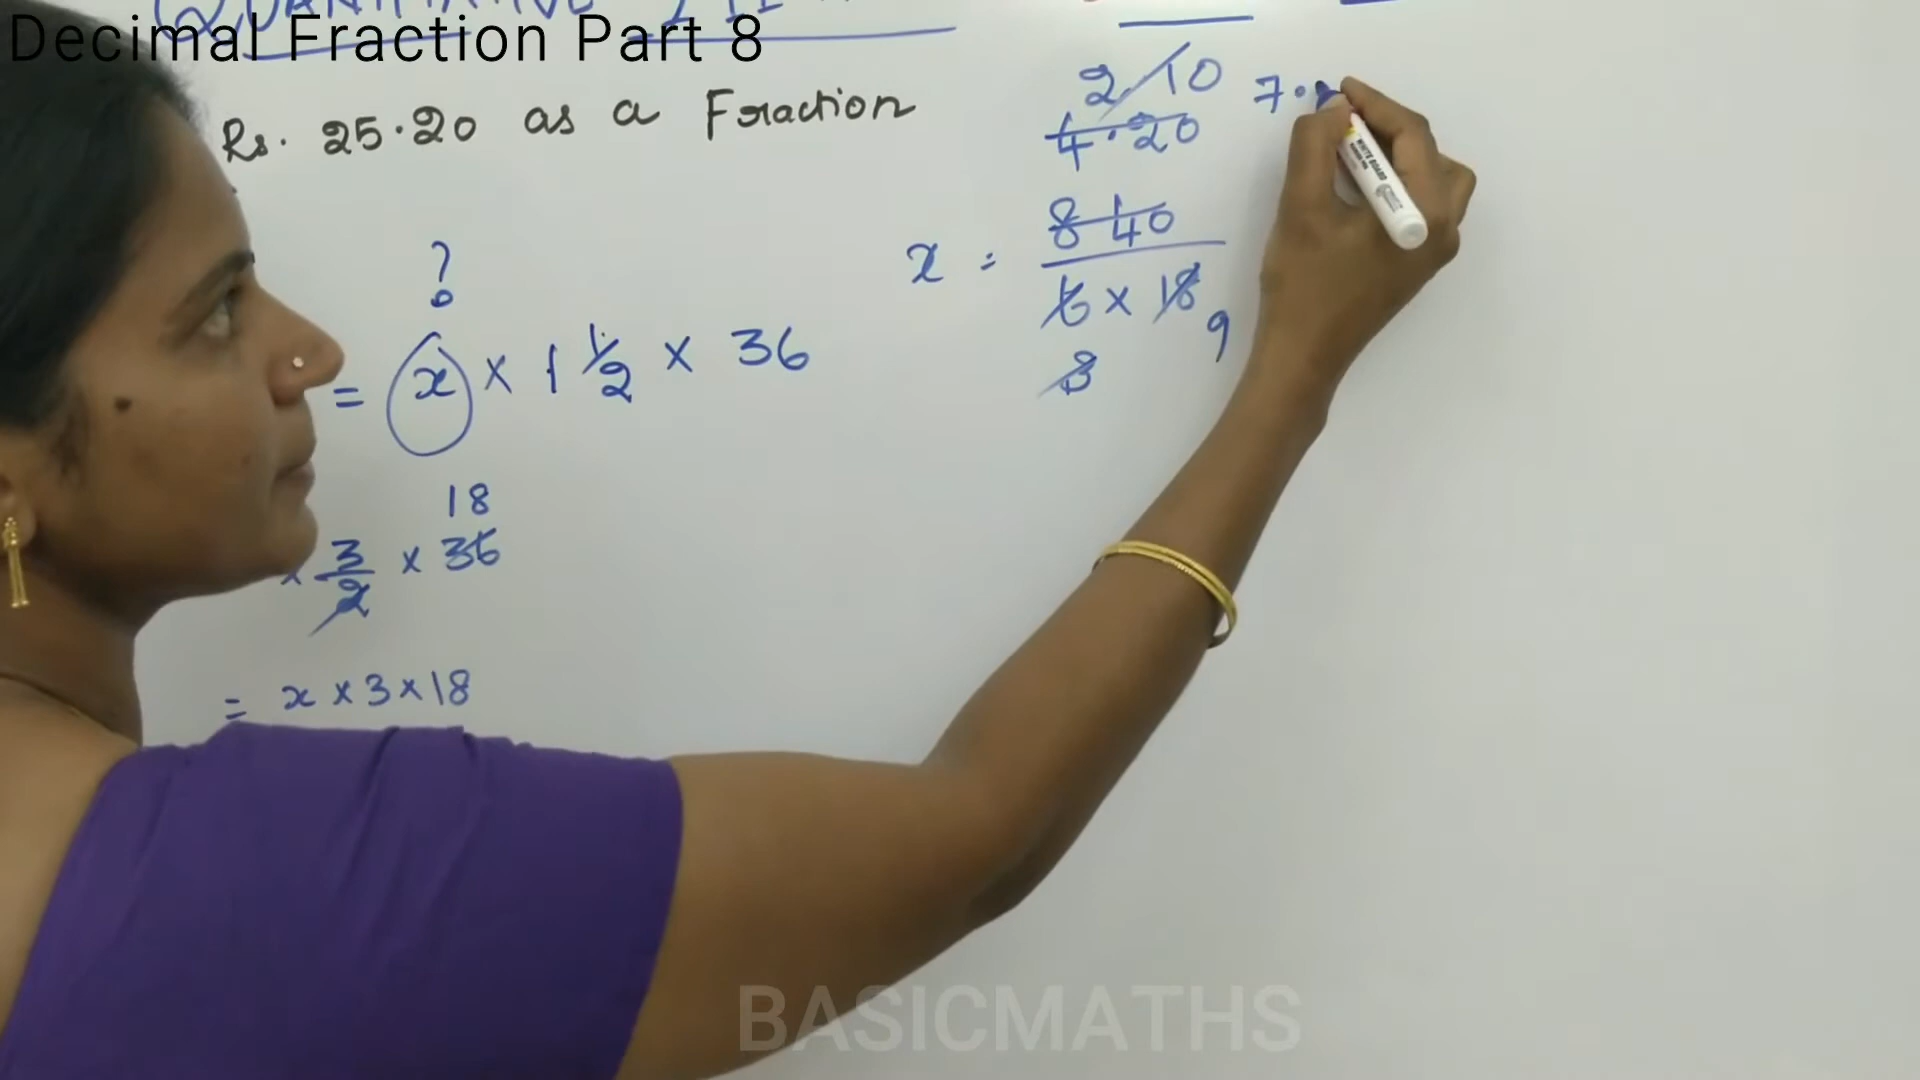 Decimal Fraction Part 8
Rs. 25.20 as a Fraction
?
= x × 1 1/2 × 36
18
× 3/2 × 36
= x × 3 × 18
2.10 7.
4.20
8 40
x =
6 × 18
9
3
BASICMATHS